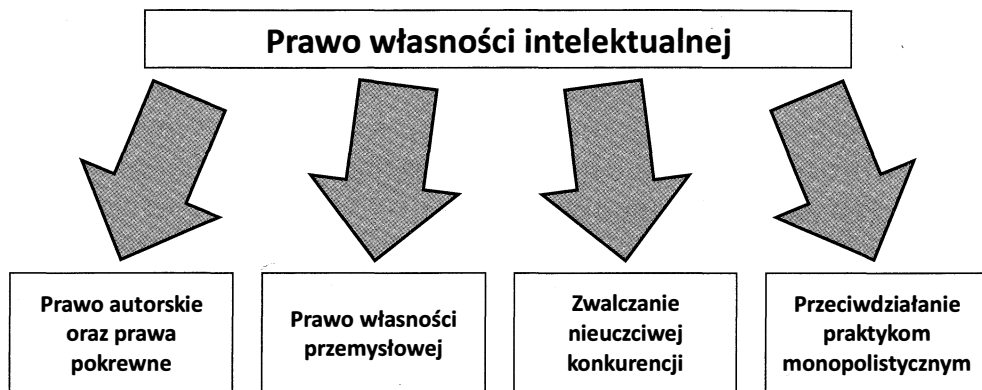 Prawo własności intelektualnej
Prawo autorskie
oraz prawa
pokrewne
Prawo własności
przemysłowej
Zwalczanie
nieuczciwej
konkurencji
Przeciwdziałanie
praktykom
monopolistycznym